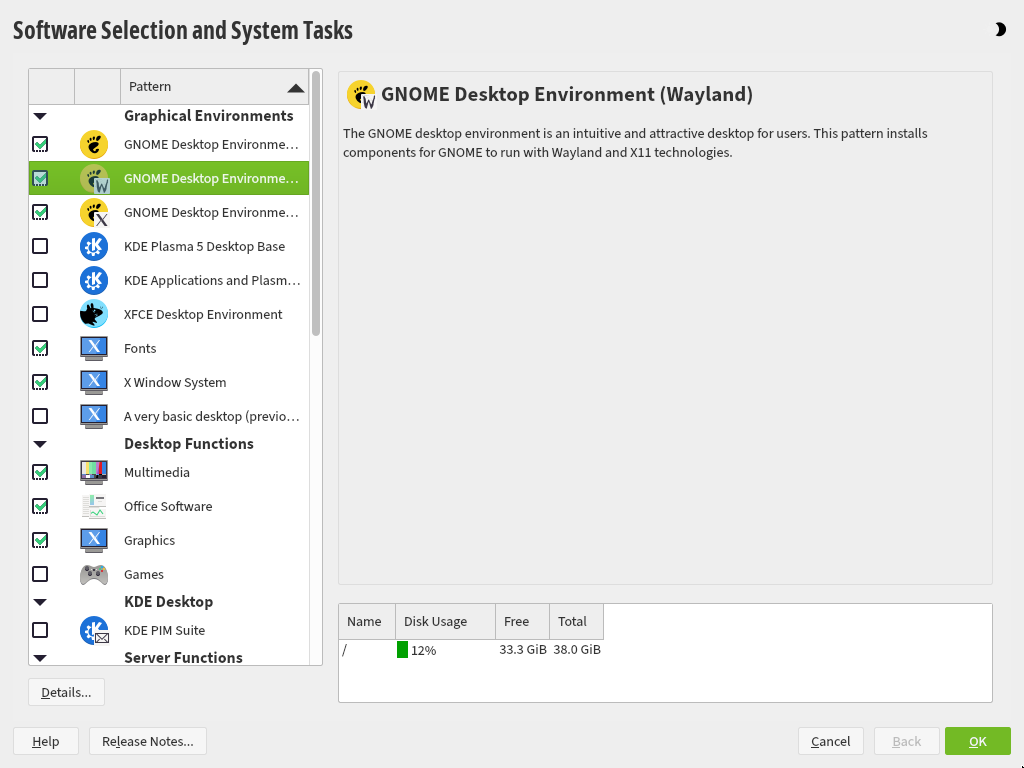 Software Selection and System Tasks
Pattern
Graphical Environments
GNOME Desktop Environme...
GNOME Desktop Environme...
GNOME Desktop Environme...
KDE Plasma 5 Desktop Base
KDE Applications and Plasm...
XFCE Desktop Environment
Fonts
X Window System
A very basic desktop (previo...
Desktop Functions
Multimedia
Office Software
Graphics
Games
KDE Desktop
KDE PIM Suite
Server Functions
Details...
GNOME Desktop Environment (Wayland)
The GNOME desktop environment is an intuitive and attractive desktop for users. This pattern installs
components for GNOME to run with Wayland and X11 technologies.
Name Disk Usage Free Total
/ 12% 33.3 GiB 38.0 GiB
Help Release Notes... Cancel Back OK